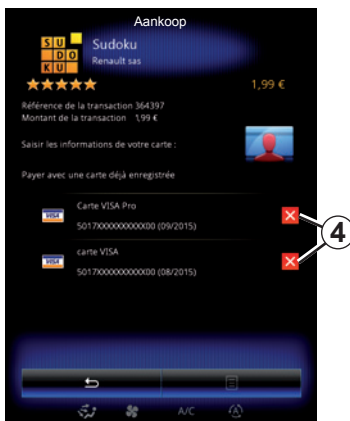 Aankoop
SU
DO
KU
Sudoku
Renault sas
1,99 €
Référence de la transaction 364397
Montant de la transaction 1,99 €
Saisir les informations de votre carte :
Payer avec une carte déjà enregistrée
Carte VISA Pro
VISA
5017XXXXXXXXXX00 (09/2015)
4
carte VISA
VISA
5017XXXXXXXXXX00 (08/2015)
A/C
A